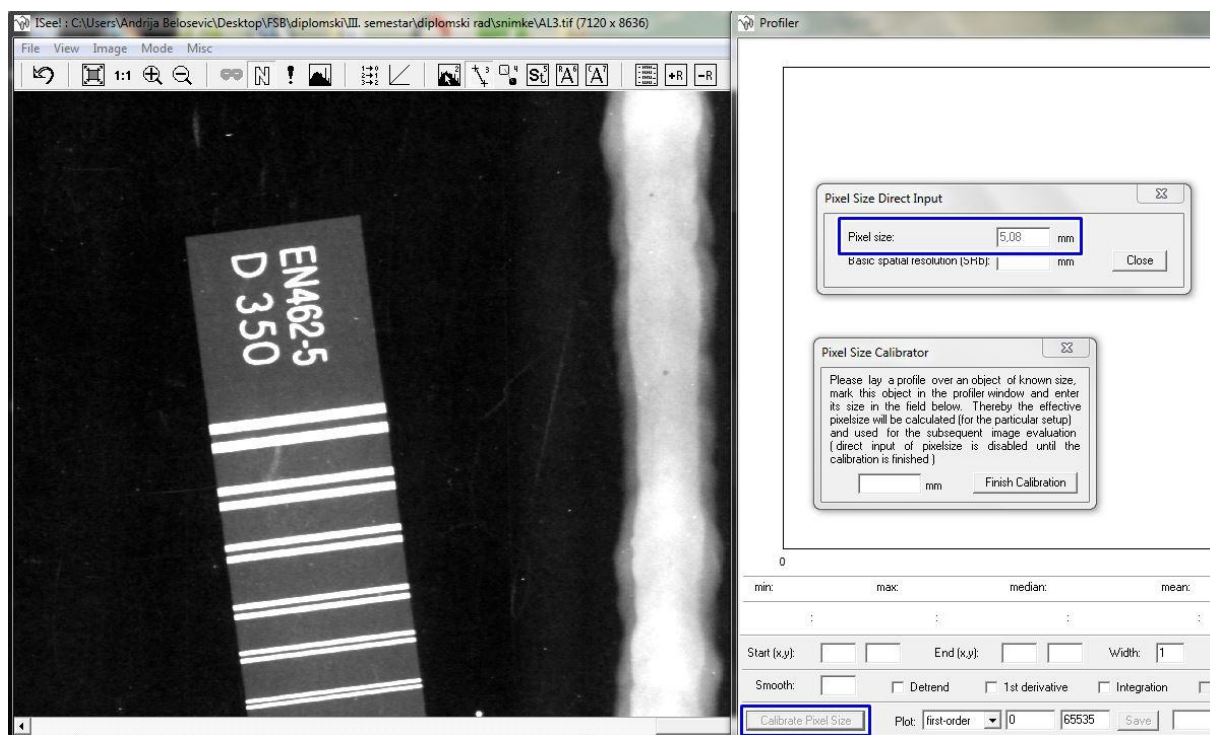 ISee! ; C:\Users\Andrija Belosevic\Desktop\FSB\diplomski\III. semestar\diplomski rad\snimke\AL3.tif (7120 x 8636)
File View Image Mode Misc
1:1
EN462-5
D 350
Profiler
Pixel Size Direct Input
Pixel size: 5,08 mm
Basic spatial resolution (SRb): mm
Close
Pixel Size Calibrator
Please lay a profile over an object of known size,
mark this object in the profiler window and enter
its size in the field below. Thereby the effective
pixelsize will be calculated (for the particular setup)
and used for the subsequent image evaluation
( direct input of pixelsize is disabled until the
calibration is finished )
mm Finish Calibration
0
min: max: median: mean:
: : : :
Start (x,y): End (x,y): Width: 1
Smooth: Detrend 1st derivative Integration
Calibrate Pixel Size Plot: first-order 0 65535 Save